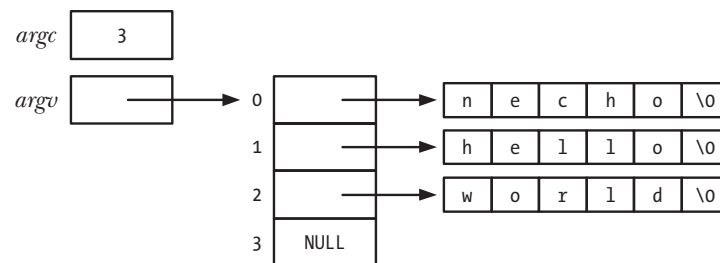 argc 3
argv 0 n e c h o \0
1 h e l l o \0
2 w o r l d \0
3 NULL